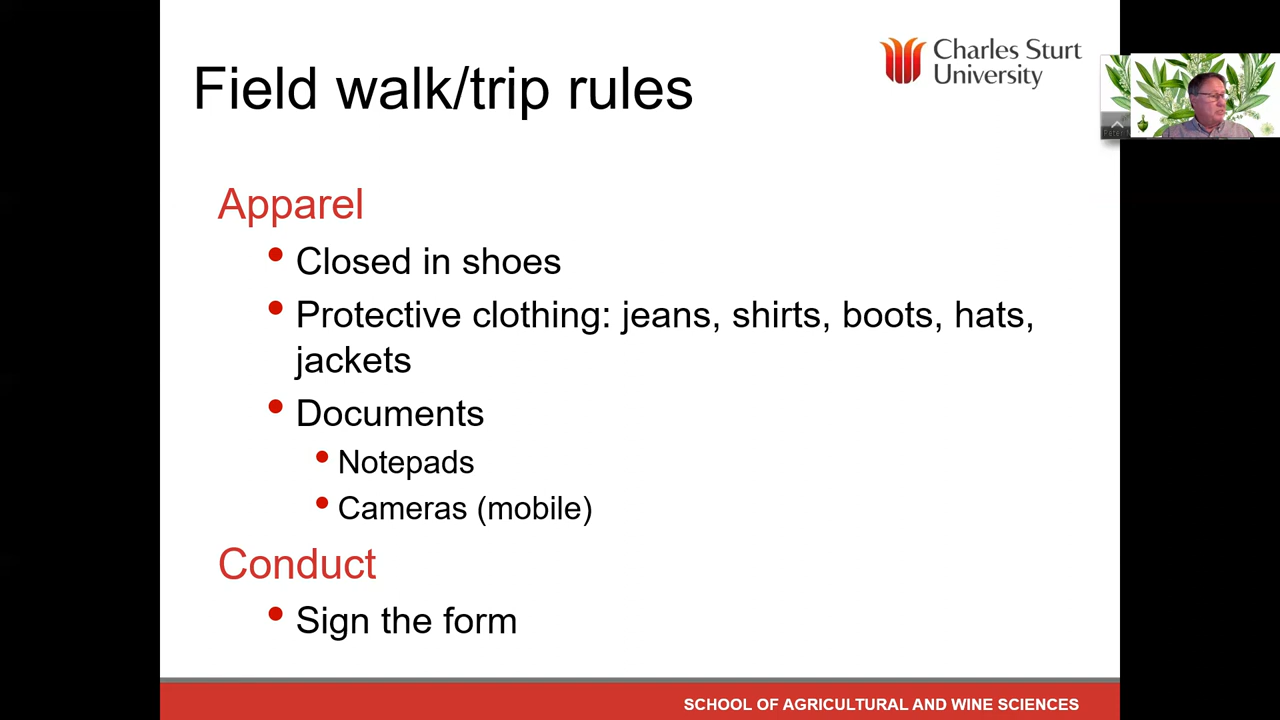 Field walk/trip rules
Charles Sturt
University
Apparel
• Closed in shoes
• Protective clothing: jeans, shirts, boots, hats,
jackets
• Documents
• Notepads
• Cameras (mobile)
Conduct
• Sign the form
SCHOOL OF AGRICULTURAL AND WINE SCIENCES